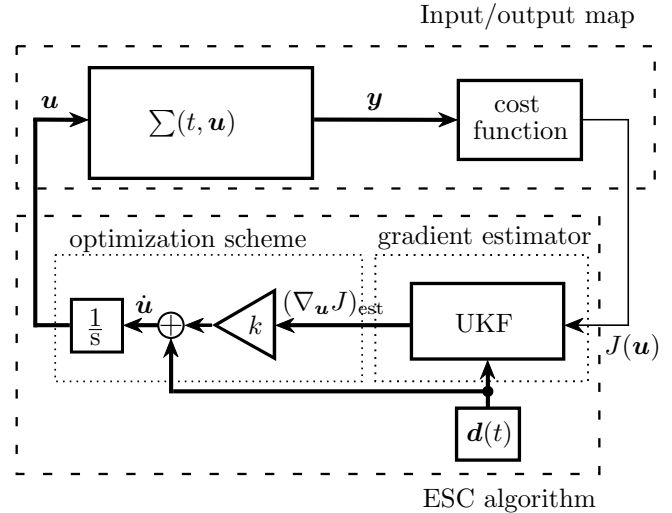 Input/output map
u
∑(t, u)
y
cost
function
optimization scheme
gradient estimator
1/s
u̇
k
(∇ᵤJ)ₑₛₜ
UKF
J(u)
d(t)
ESC algorithm